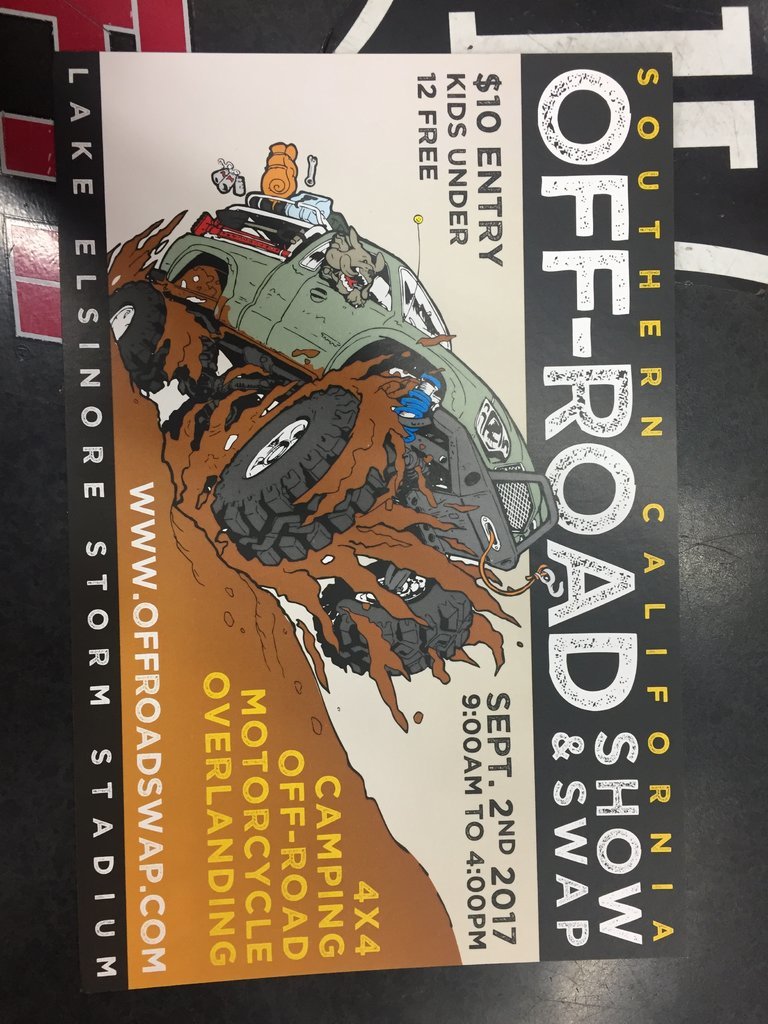 SOUTHERN CALIFORNIA
OFF-ROAD SHOW & SWAP
$10 ENTRY
KIDS UNDER
12 FREE
SEPT. 2ND 2017
9:00AM TO 4:00PM
4X4
CAMPING
OFF-ROAD
MOTORCYCLE
OVERLANDING
WWW.OFFROADSWAP.COM
LAKE ELSINORE STORM STADIUM